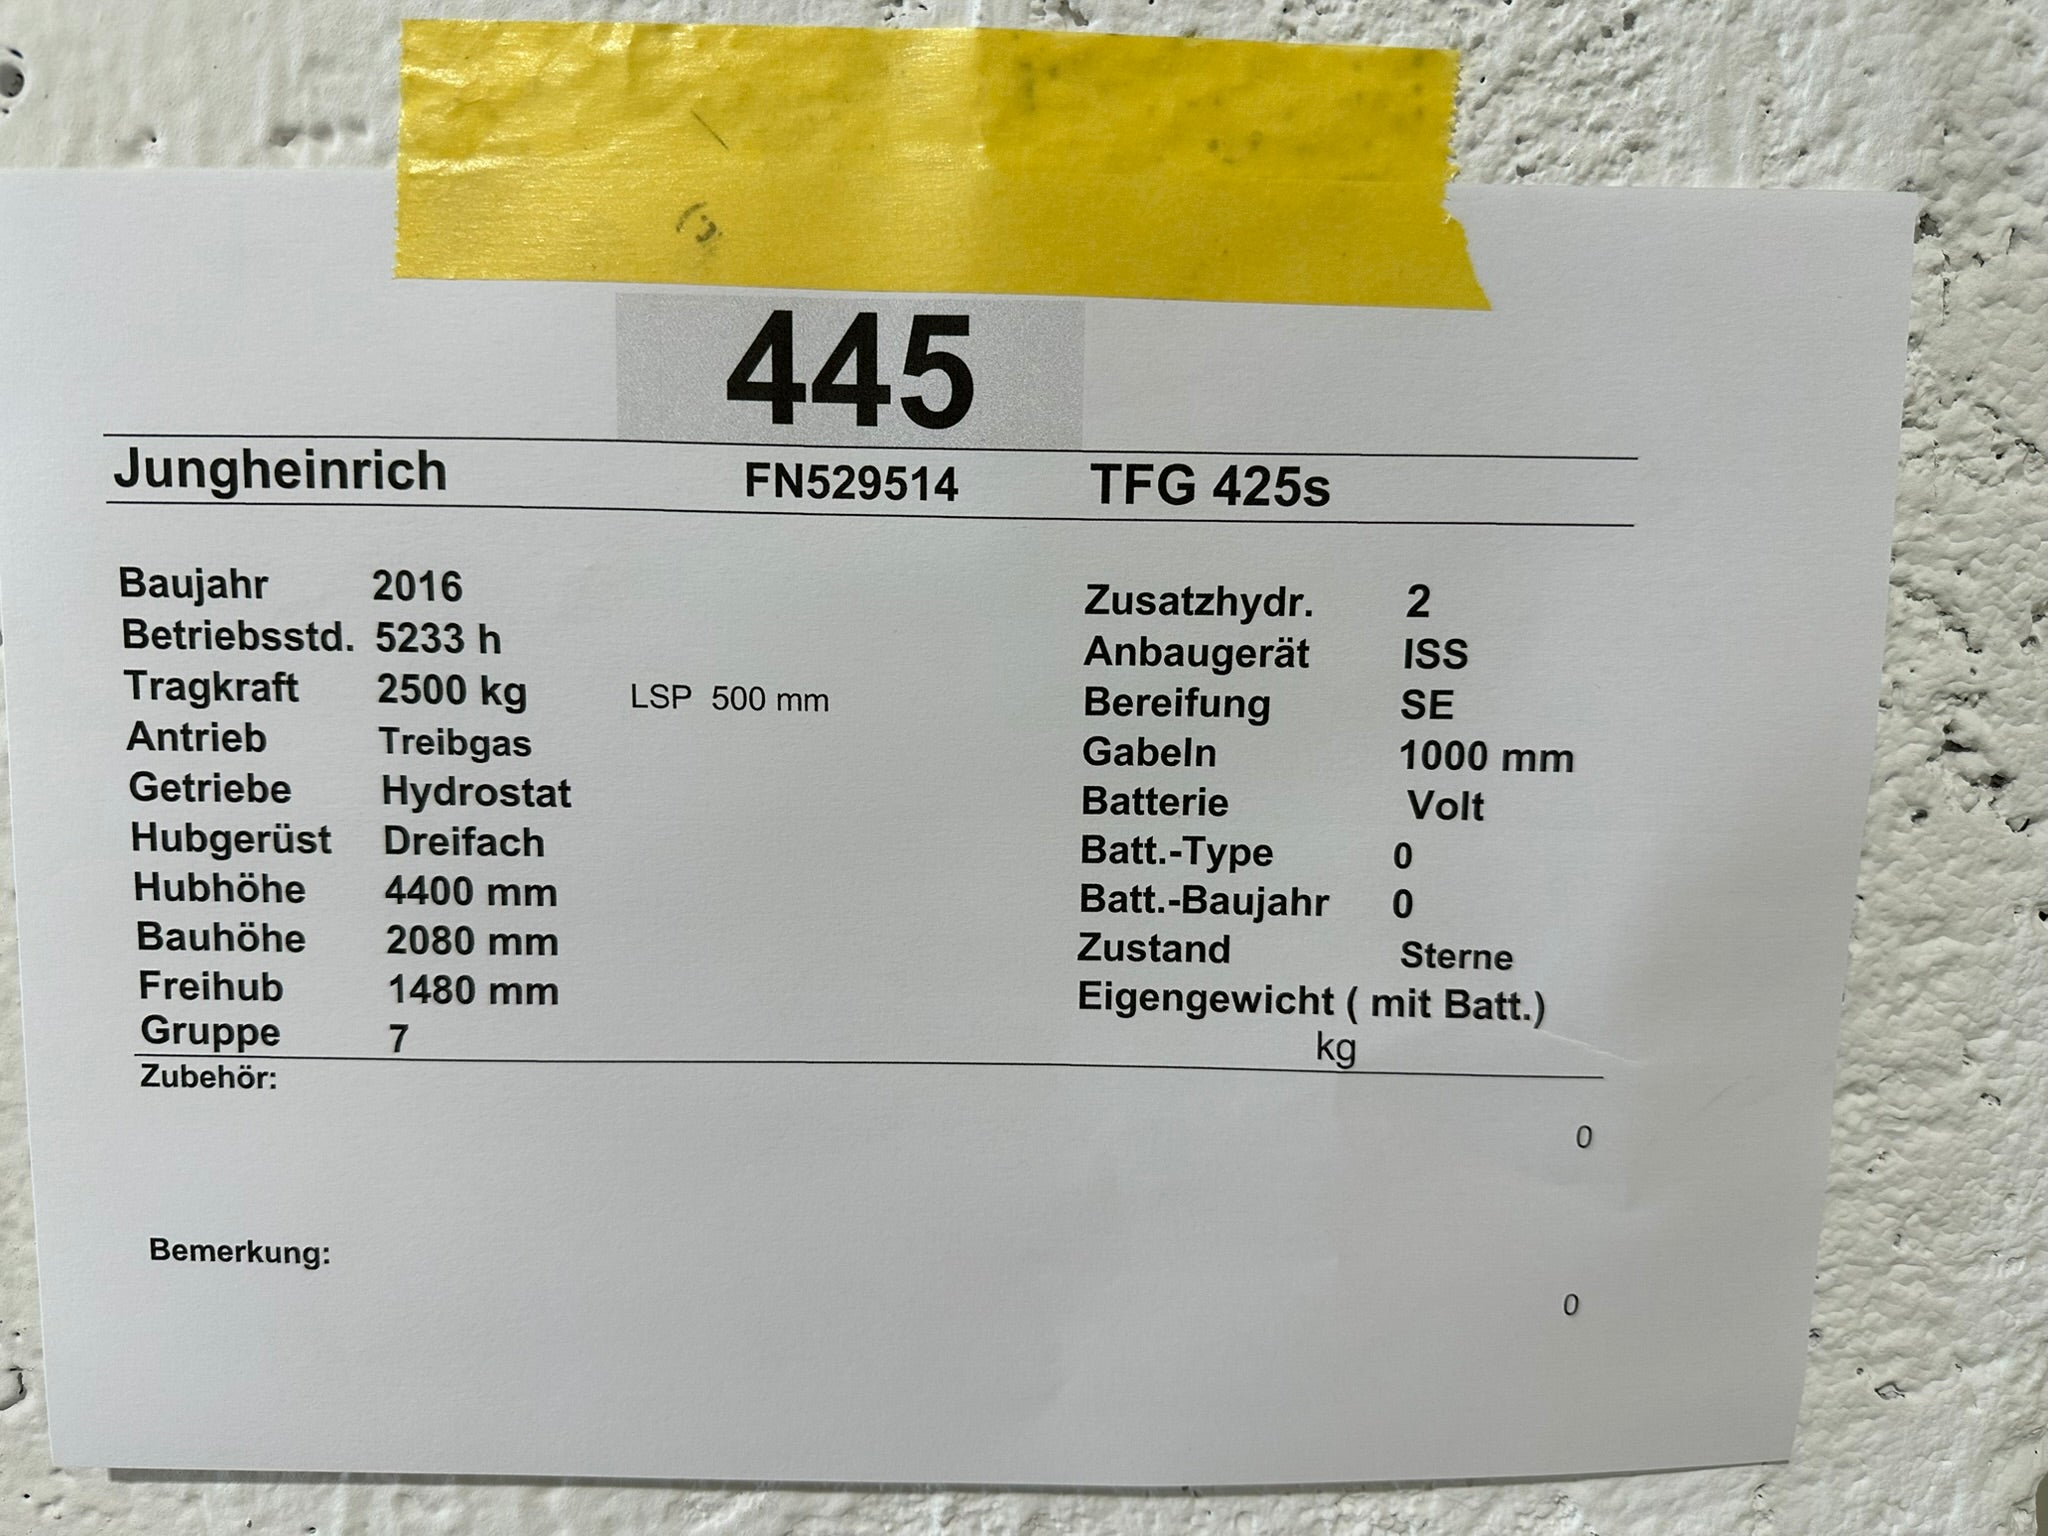 445
Jungheinrich FN529514 TFG 425s
Baujahr 2016
Betriebsstd. 5233 h
Tragkraft 2500 kg LSP 500 mm
Antrieb Treibgas
Getriebe Hydrostat
Hubgerüst Dreifach
Hubhöhe 4400 mm
Bauhöhe 2080 mm
Freihub 1480 mm
Gruppe 7
Zusatzhydr. 2
Anbaugerät ISS
Bereifung SE
Gabeln 1000 mm
Batterie Volt
Batt.-Type 0
Batt.-Baujahr 0
Zustand Sterne
Eigengewicht ( mit Batt.)
kg
Zubehör:
0
Bemerkung:
0